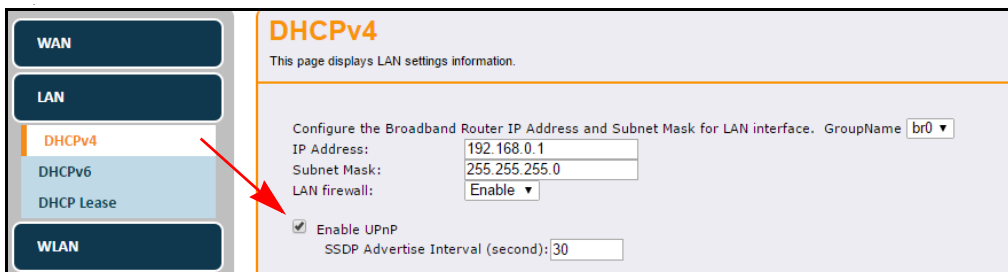 WAN
LAN
DHCPv4
DHCPv6
DHCP Lease
WLAN
DHCPv4
This page displays LAN settings information.
Configure the Broadband Router IP Address and Subnet Mask for LAN interface. GroupName br0
IP Address: 192.168.0.1
Subnet Mask: 255.255.255.0
LAN firewall: Enable
Enable UPnP
SSDP Advertise Interval (second): 30